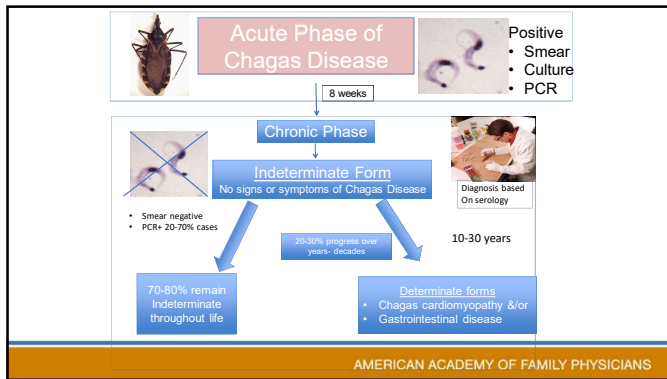 Acute Phase of
Chagas Disease
Positive
• Smear
• Culture
• PCR
8 weeks
Chronic Phase
Indeterminate Form
No signs or symptoms of Chagas Disease
Diagnosis based
On serology
• Smear negative
• PCR+ 20-70% cases
20-30% progress over
years- decades
10-30 years
70-80% remain
Indeterminate
throughout life
Determinate forms
• Chagas cardiomyopathy &/or
• Gastrointestinal disease
AMERICAN ACADEMY OF FAMILY PHYSICIANS